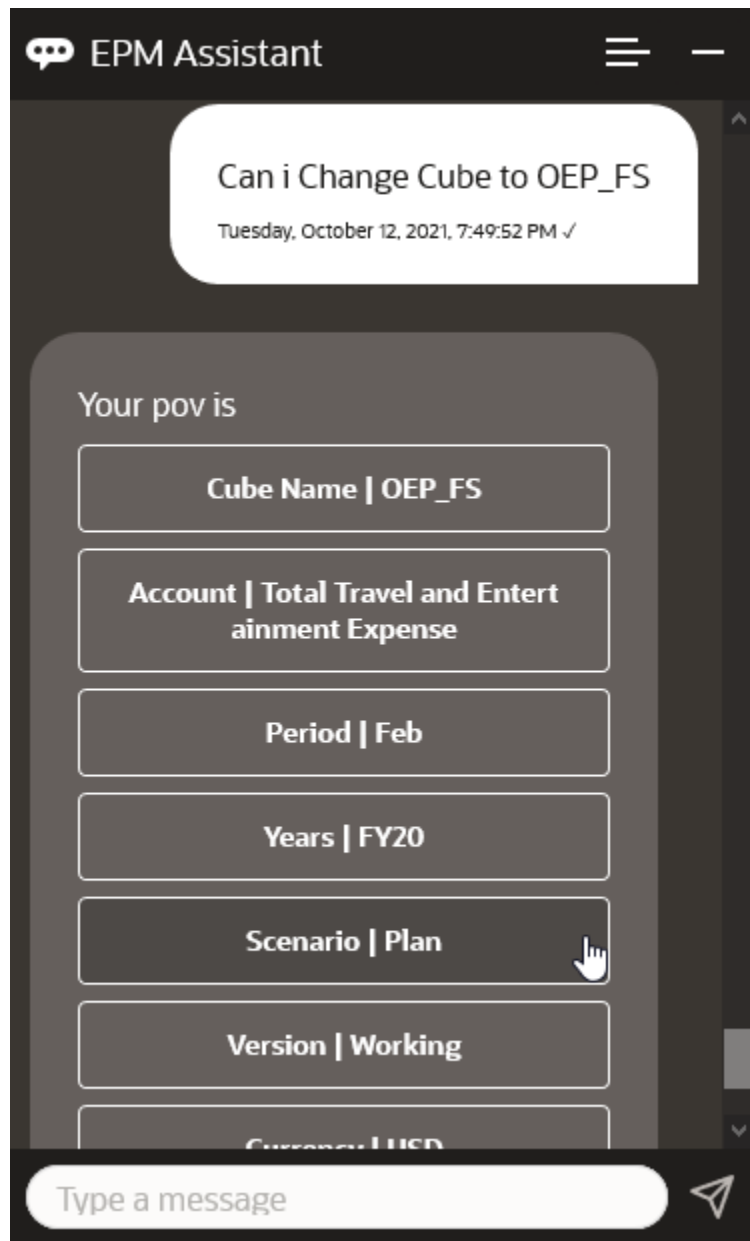 EPM Assistant
Can i Change Cube to OEP_FS
Tuesday, October 12, 2021, 7:49:52 PM ✓
Your pov is
Cube Name | OEP_FS
Account | Total Travel and Entert
ainment Expense
Period | Feb
Years | FY20
Scenario | Plan
Version | Working
Currency | USD
Type a message